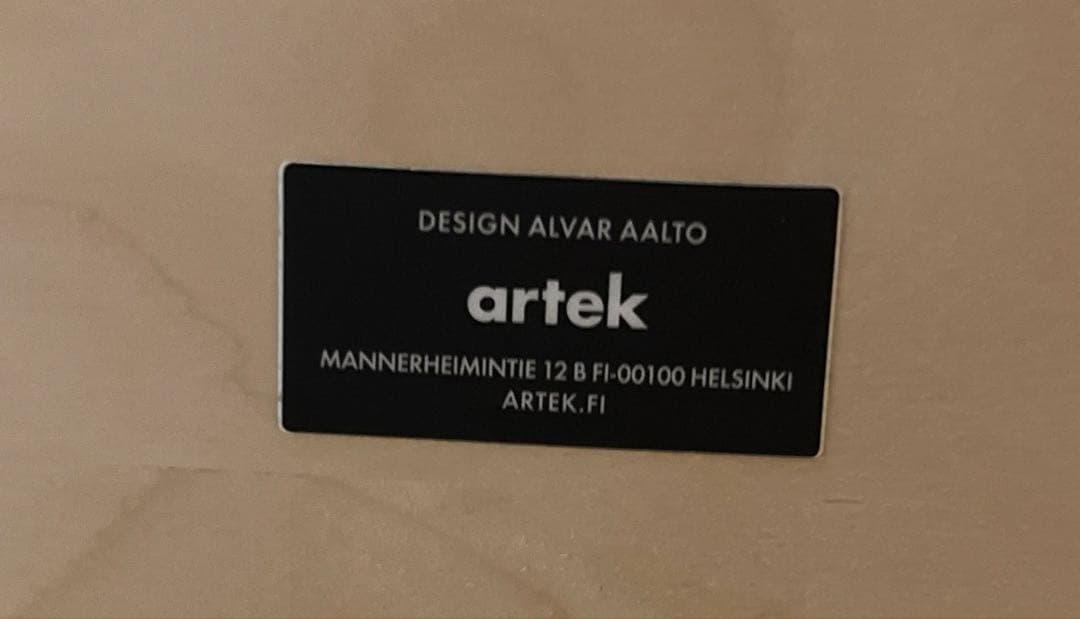 DESIGN ALVAR AALTO
artek
MANNERHEIMINTIE 12 B FI-00100 HELSINKI
ARTEK.FI